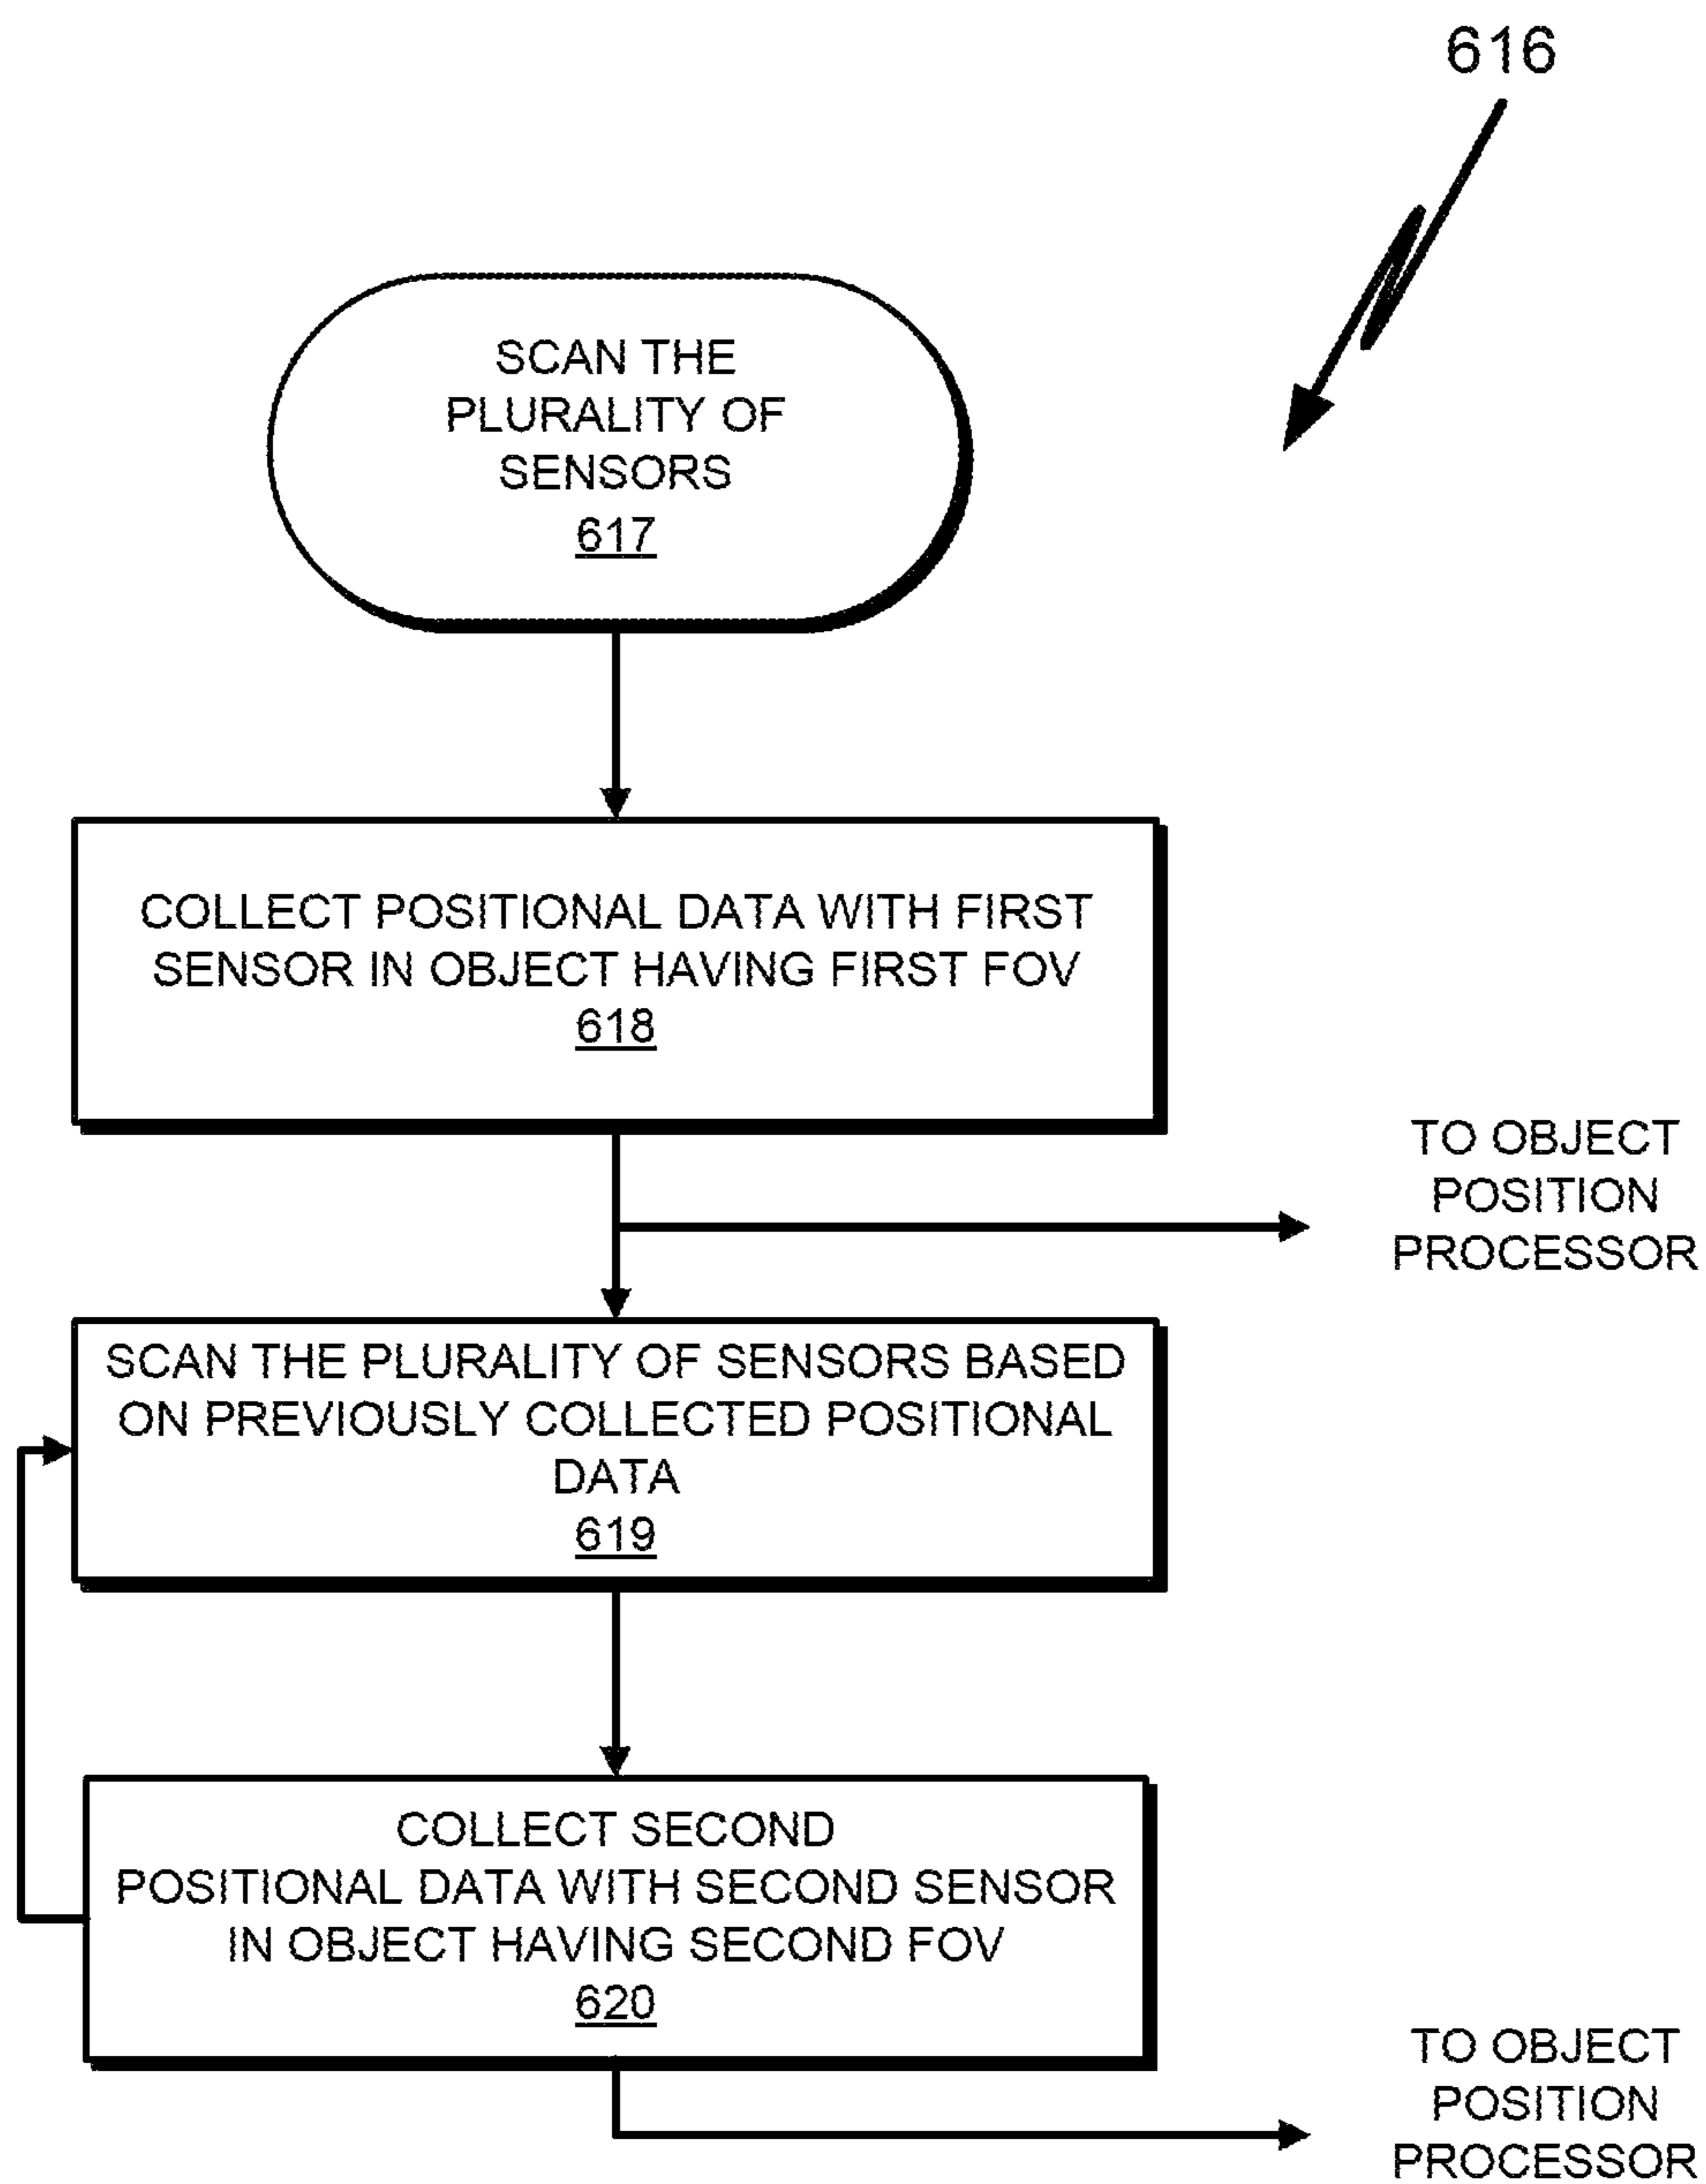 616
SCAN THE
PLURALITY OF
SENSORS
617
COLLECT POSITIONAL DATA WITH FIRST
SENSOR IN OBJECT HAVING FIRST FOV
618
TO OBJECT
POSITION
PROCESSOR
SCAN THE PLURALITY OF SENSORS BASED
ON PREVIOUSLY COLLECTED POSITIONAL
DATA
619
COLLECT SECOND
POSITIONAL DATA WITH SECOND SENSOR
IN OBJECT HAVING SECOND FOV
620
TO OBJECT
POSITION
PROCESSOR